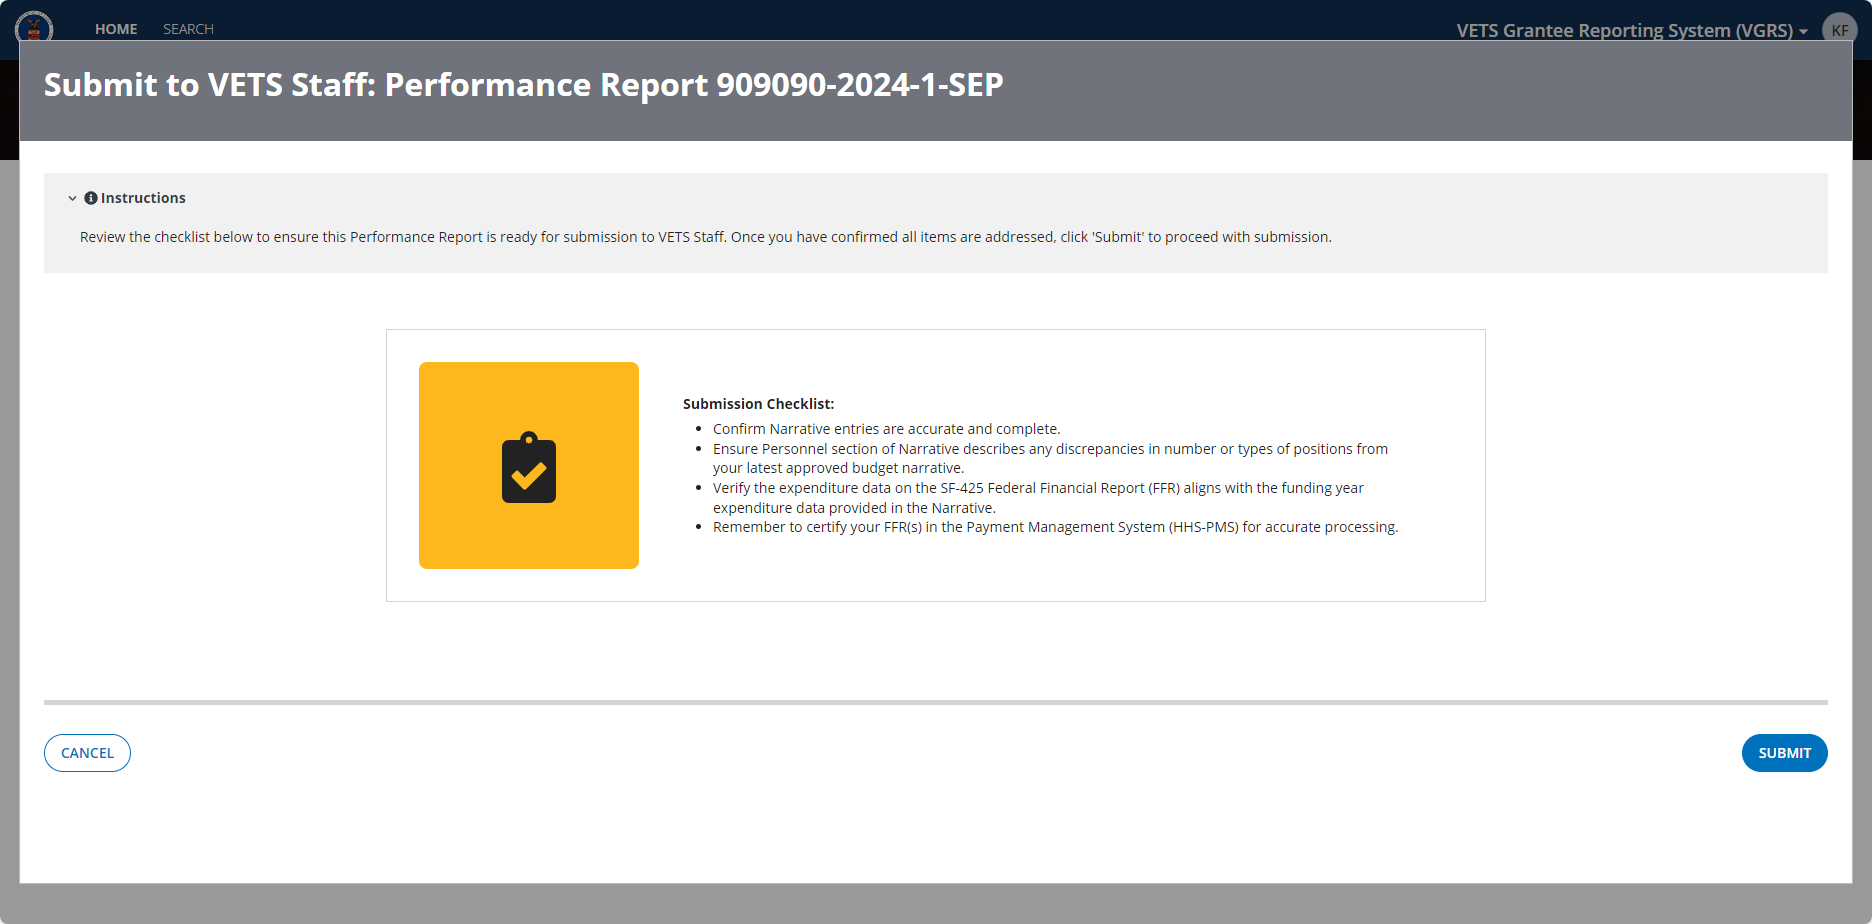 HOME SEARCH VETS Grantee Reporting System (VGRS) KF
Submit to VETS Staff: Performance Report 909090-2024-1-SEP
Instructions
Review the checklist below to ensure this Performance Report is ready for submission to VETS Staff. Once you have confirmed all items are addressed, click 'Submit' to proceed with submission.
Submission Checklist:
• Confirm Narrative entries are accurate and complete.
• Ensure Personnel section of Narrative describes any discrepancies in number or types of positions from
your latest approved budget narrative.
• Verify the expenditure data on the SF-425 Federal Financial Report (FFR) aligns with the funding year
expenditure data provided in the Narrative.
• Remember to certify your FFR(s) in the Payment Management System (HHS-PMS) for accurate processing.
CANCEL SUBMIT